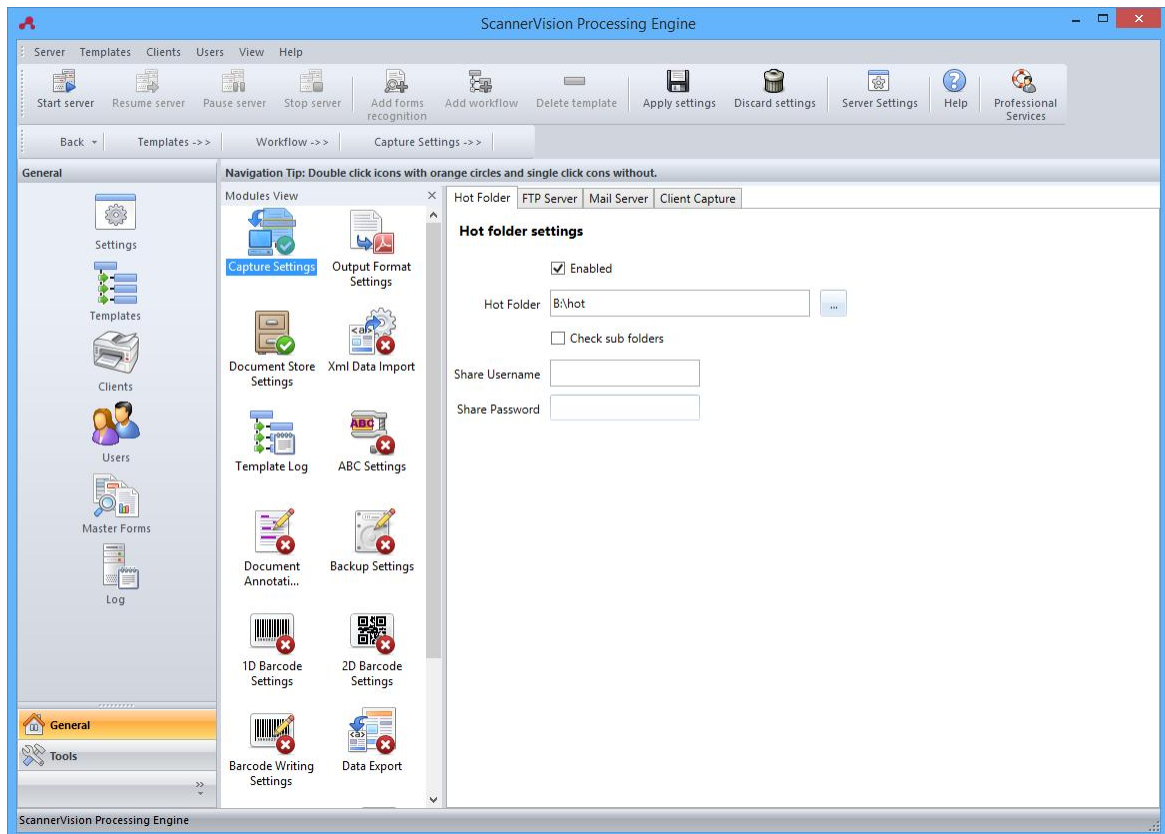 ScannerVision Processing Engine
Server Templates Clients Users View Help
Start server Resume server Pause server Stop server Add forms recognition Add workflow Delete template Apply settings Discard settings Server Settings Help Professional Services
Back Templates ->> Workflow ->> Capture Settings ->>
General
Navigation Tip: Double click icons with orange circles and single click cons without.
Settings
Templates
Clients
Users
Master Forms
Log
General
Tools
Modules View
Capture Settings
Output Format
Settings
Document Store
Settings
Xml Data Import
Template Log
ABC
ABC Settings
Document
Annotati...
Backup Settings
1D Barcode
Settings
2D Barcode
Settings
Barcode Writing
Settings
Data Export
Hot Folder FTP Server Mail Server Client Capture
Hot folder settings
Enabled
Hot Folder B:\hot ...
Check sub folders
Share Username
Share Password
ScannerVision Processing Engine